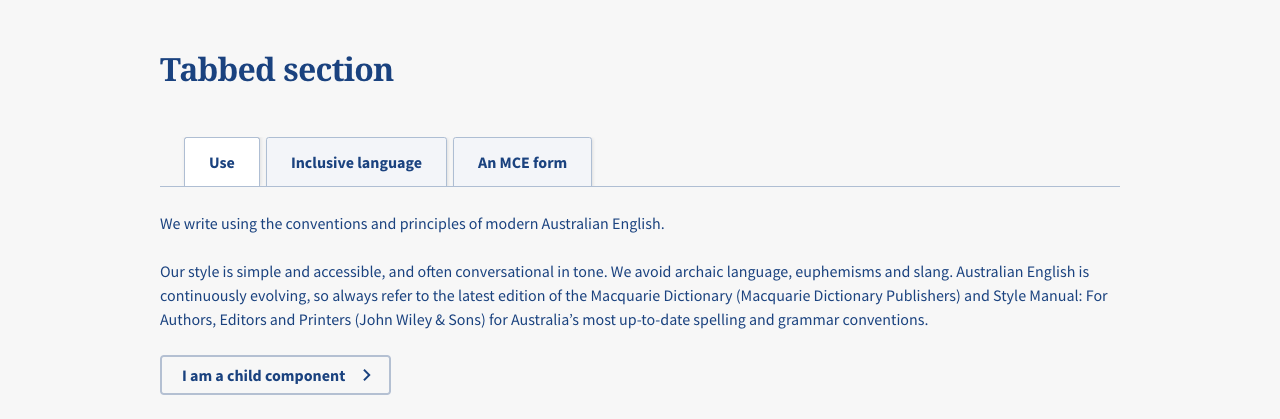 Tabbed section
Use
Inclusive language
An MCE form
We write using the conventions and principles of modern Australian English.
Our style is simple and accessible, and often conversational in tone. We avoid archaic language, euphemisms and slang. Australian English is
continuously evolving, so always refer to the latest edition of the Macquarie Dictionary (Macquarie Dictionary Publishers) and Style Manual: For
Authors, Editors and Printers (John Wiley & Sons) for Australia’s most up-to-date spelling and grammar conventions.
I am a child component